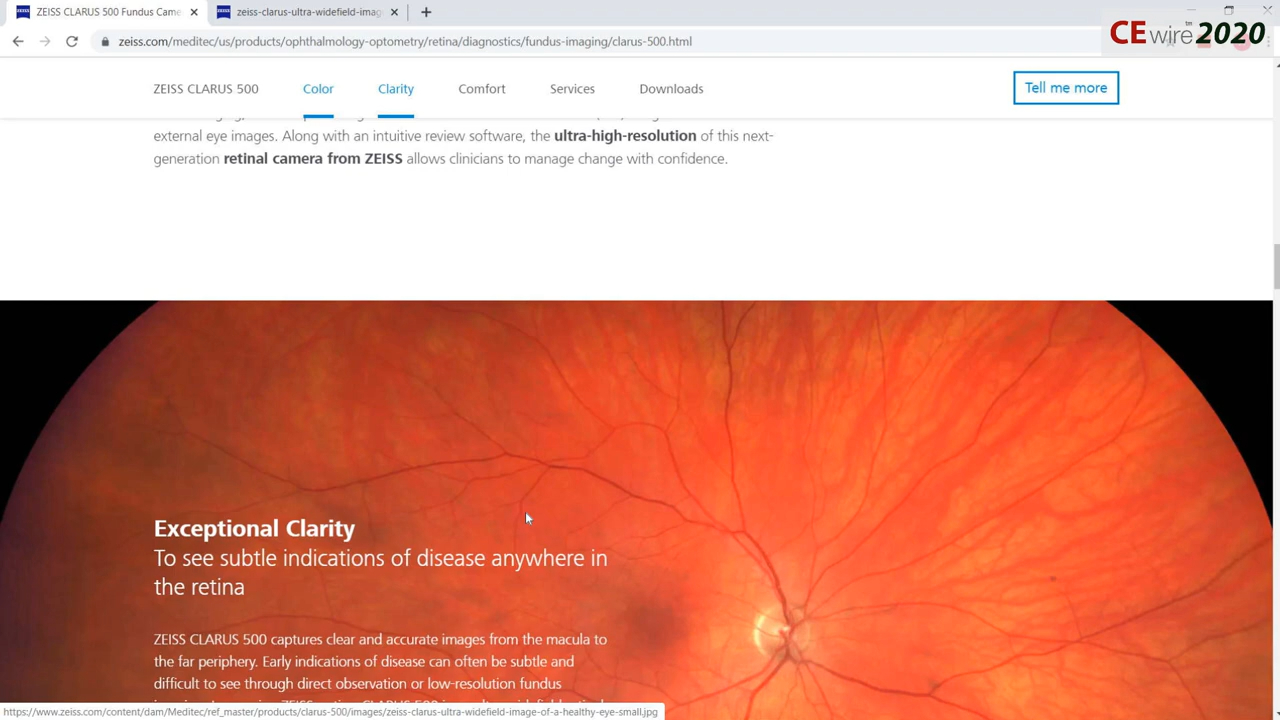 ZEISS CLARUS 500 Fundus Came
zeiss-clarus-ultra-widefield-imag
CEwire™2020
zeiss.com/meditec/us/products/ophthalmology-optometry/retina/diagnostics/fundus-imaging/clarus-500.html
ZEISS CLARUS 500 Color Clarity Comfort Services Downloads Tell me more
external eye images. Along with an intuitive review software, the ultra-high-resolution of this next-
generation retinal camera from ZEISS allows clinicians to manage change with confidence.
Exceptional Clarity
To see subtle indications of disease anywhere in
the retina
ZEISS CLARUS 500 captures clear and accurate images from the macula to
the far periphery. Early indications of disease can often be subtle and
difficult to see through direct observation or low-resolution fundus
https://www.zeiss.com/content/dam/Meditec/ref_master/products/clarus-500/images/zeiss-clarus-ultra-widefield-image-of-a-healthy-eye-small.jpg